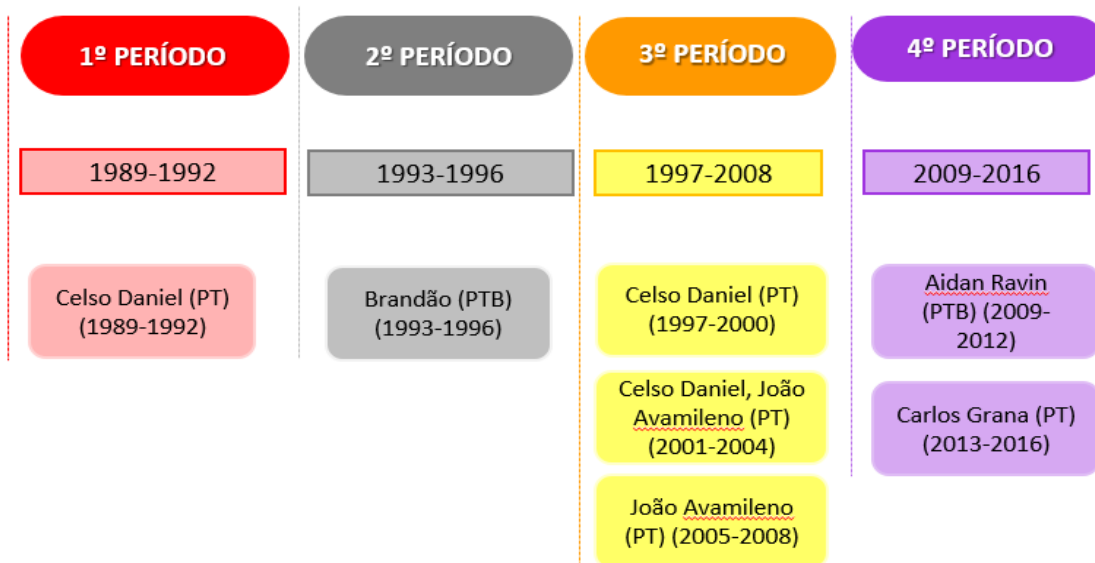 1º PERÍODO
2º PERÍODO
3º PERÍODO
4º PERÍODO
1989-1992
1993-1996
1997-2008
2009-2016
Celso Daniel (PT)
(1989-1992)
Brandão (PTB)
(1993-1996)
Celso Daniel (PT)
(1997-2000)
Aidan Ravin
(PTB) (2009-
2012)
Celso Daniel, João
Avamileno (PT)
(2001-2004)
Carlos Grana (PT)
(2013-2016)
João Avamileno
(PT) (2005-2008)